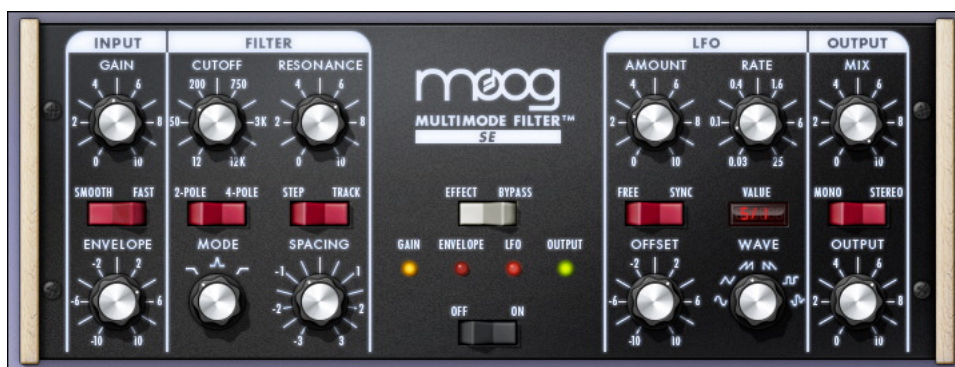 INPUT FILTER LFO OUTPUT
GAIN CUTOFF RESONANCE AMOUNT RATE MIX
4 6 200 750 4 6 4 6 0.4 1.6 4 6
2 8 50 3K 2 8 2 8 0.1 6 2 8
0 10 12 12K 0 10 0 10 0.03 25 0 10
moog
MULTIMODE FILTER™
SE
SMOOTH FAST 2-POLE 4-POLE STEP TRACK EFFECT BYPASS FREE SYNC VALUE MONO STEREO
5/1
ENVELOPE MODE SPACING GAIN ENVELOPE LFO OUTPUT OFFSET WAVE OUTPUT
-2 2 -1 1 -2 2 4 6
-6 6 -2 2 -6 6 2 8
-10 10 -3 3 OFF ON -10 10 0 10